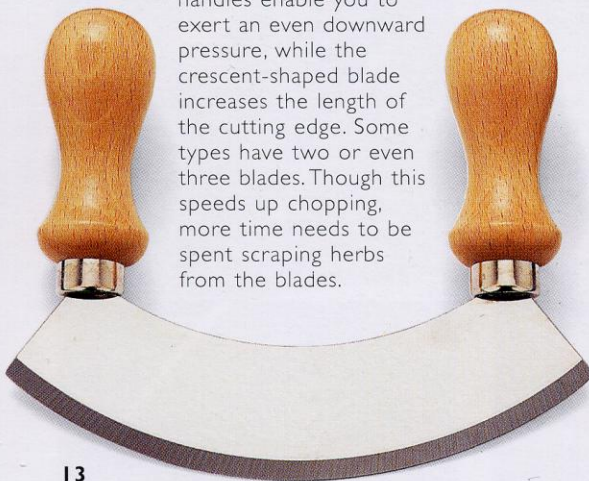 handles enable you to
exert an even downward
pressure, while the
crescent-shaped blade
increases the length of
the cutting edge. Some
types have two or even
three blades. Though this
speeds up chopping,
more time needs to be
spent scraping herbs
from the blades.
13